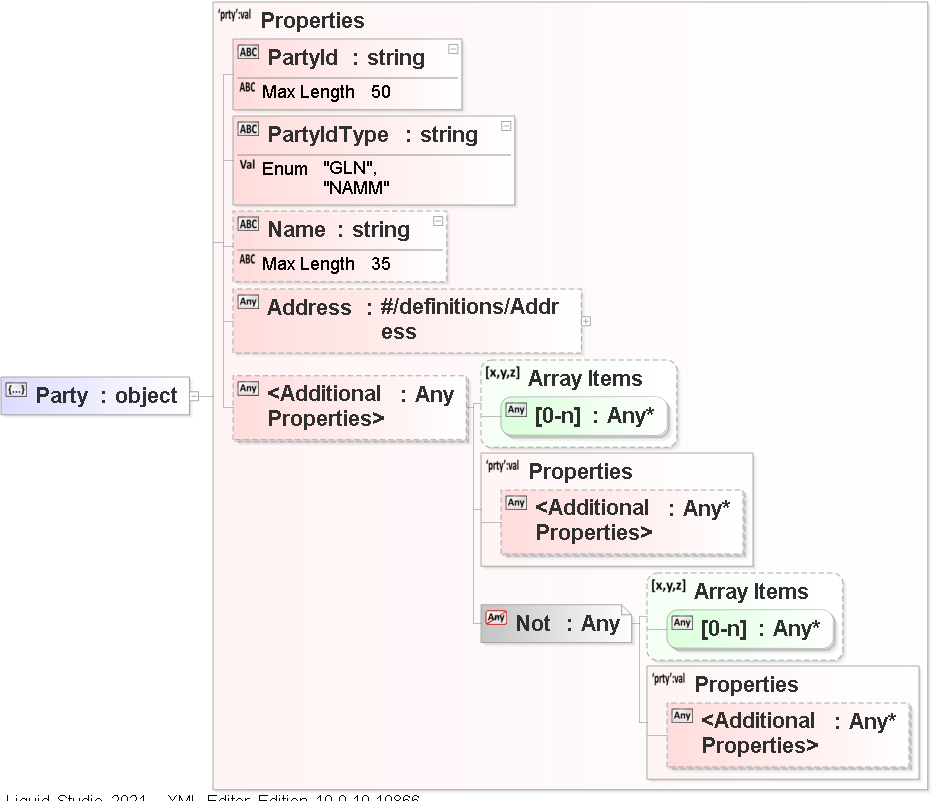 'prty':val Properties
ABC PartyId : string
ABC Max Length 50
ABC PartyIdType : string
Val Enum "GLN",
"NAMM"
ABC Name : string
ABC Max Length 35
Any Address : #/definitions/Addr
ess
{...} Party : object
Any <Additional : Any
Properties>
[x,y,z] Array Items
Any [0-n] : Any*
'prty':val Properties
Any <Additional : Any*
Properties>
Any Not : Any
[x,y,z] Array Items
Any [0-n] : Any*
'prty':val Properties
Any <Additional : Any*
Properties>
Liquid Studio 2021 - XML Editor Edition 19.0.10.10866